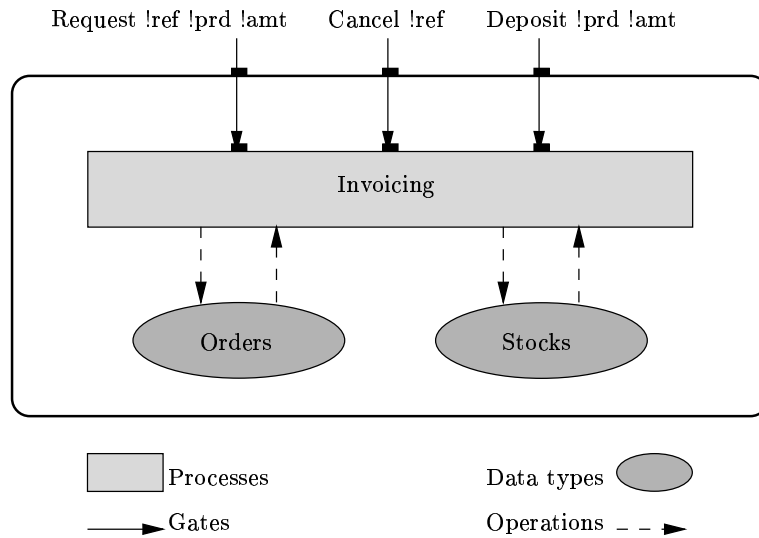 Request !ref !prd !amt Cancel !ref Deposit !prd !amt
Invoicing
Orders Stocks
Processes Data types
Gates Operations